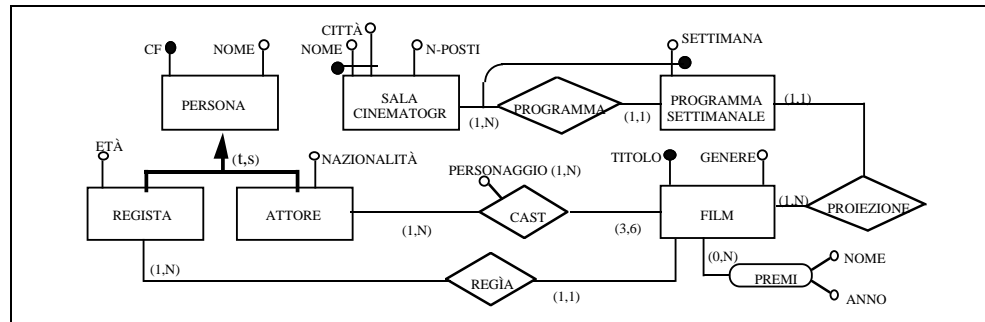 CITTÀ
CF
NOME
NOME
N-POSTI
SETTIMANA
PERSONA
SALA
CINEMATOGR
PROGRAMMA
PROGRAMMA
SETTIMANALE
(1,N)
(1,1)
(1,1)
ETÀ
(t,s)
NAZIONALITÀ
PERSONAGGIO (1,N)
TITOLO
GENERE
REGISTA
ATTORE
CAST
FILM
(1,N)
PROIEZIONE
(1,N)
(3,6)
(0,N)
NOME
(1,N)
REGÌA
(1,1)
PREMI
ANNO